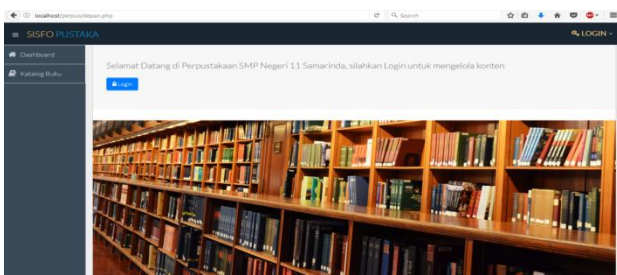 localhost/perpus/depan.php
Search
SISFO PUSTAKA
LOGIN
Dashboard
Katalog Buku
Selamat Datang di Perpustakaan SMP Negeri 11 Samarinda, silahkan Login untuk mengelola konten
Login